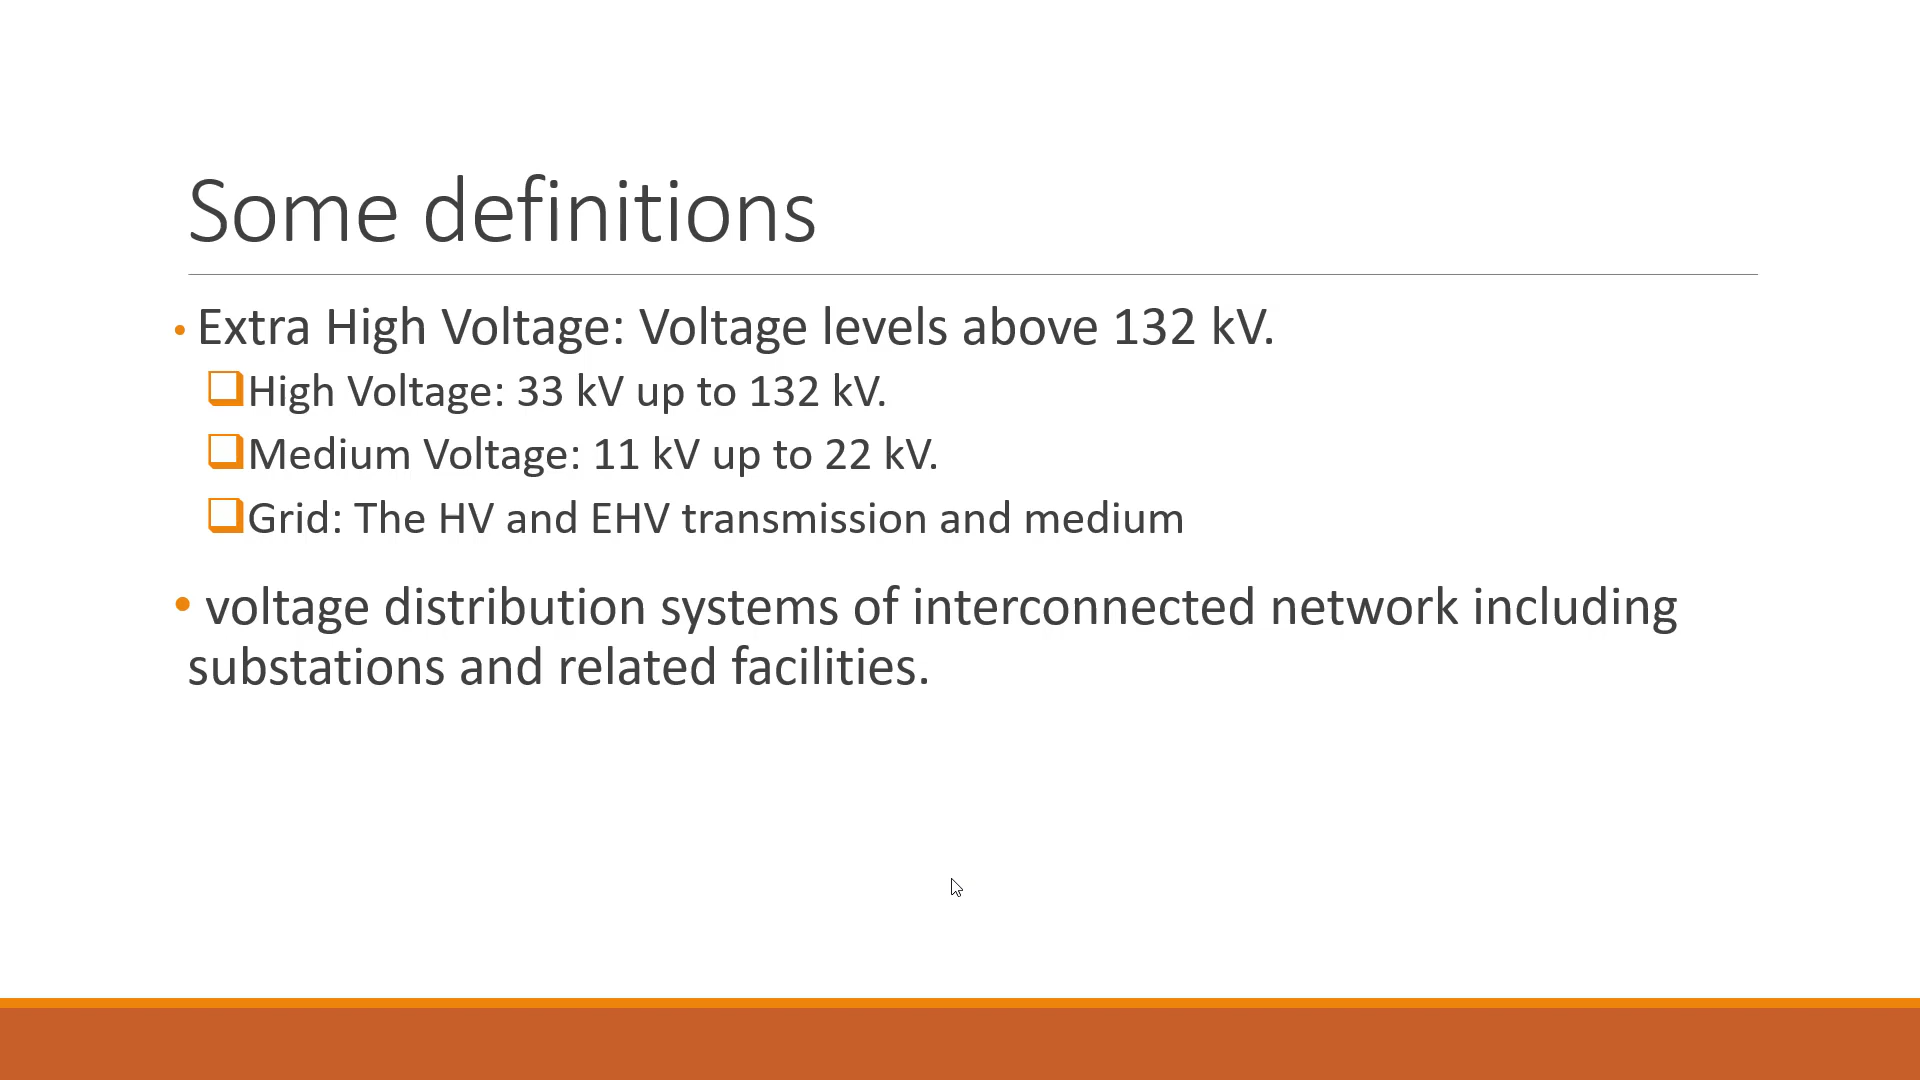 Some definitions
• Extra High Voltage: Voltage levels above 132 kV.
❑High Voltage: 33 kV up to 132 kV.
❑Medium Voltage: 11 kV up to 22 kV.
❑Grid: The HV and EHV transmission and medium
• voltage distribution systems of interconnected network including
substations and related facilities.